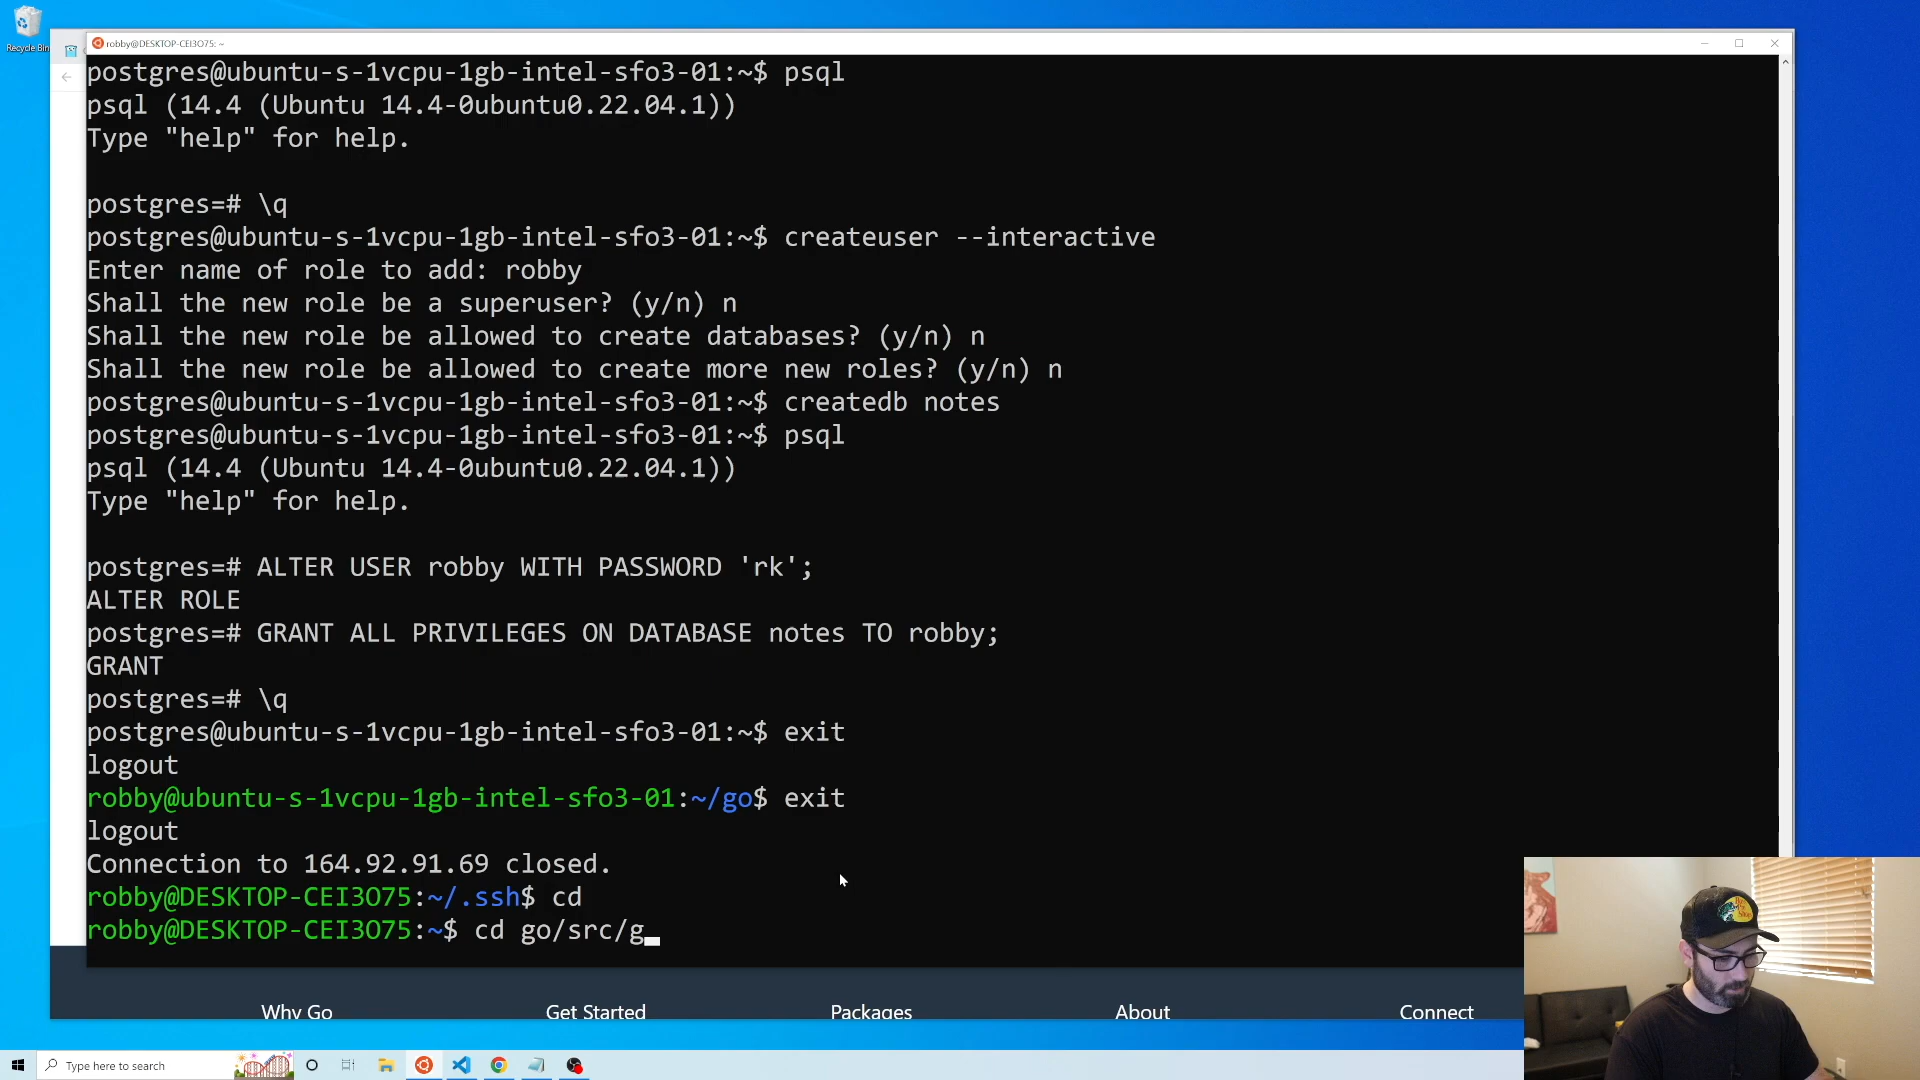 Recycle Bin
robby@DESKTOP-CEI3O75: ~
postgres@ubuntu-s-1vcpu-1gb-intel-sfo3-01:~$ psql
psql (14.4 (Ubuntu 14.4-0ubuntu0.22.04.1))
Type "help" for help.
postgres=# \q
postgres@ubuntu-s-1vcpu-1gb-intel-sfo3-01:~$ createuser --interactive
Enter name of role to add: robby
Shall the new role be a superuser? (y/n) n
Shall the new role be allowed to create databases? (y/n) n
Shall the new role be allowed to create more new roles? (y/n) n
postgres@ubuntu-s-1vcpu-1gb-intel-sfo3-01:~$ createdb notes
postgres@ubuntu-s-1vcpu-1gb-intel-sfo3-01:~$ psql
psql (14.4 (Ubuntu 14.4-0ubuntu0.22.04.1))
Type "help" for help.
postgres=# ALTER USER robby WITH PASSWORD 'rk';
ALTER ROLE
postgres=# GRANT ALL PRIVILEGES ON DATABASE notes TO robby;
GRANT
postgres=# \q
postgres@ubuntu-s-1vcpu-1gb-intel-sfo3-01:~$ exit
logout
robby@ubuntu-s-1vcpu-1gb-intel-sfo3-01:~/go$ exit
logout
Connection to 164.92.91.69 closed.
robby@DESKTOP-CEI3O75:~/.ssh$ cd
robby@DESKTOP-CEI3O75:~$ cd go/src/g
Why Go
Get Started
Packages
About
Connect
Type here to search